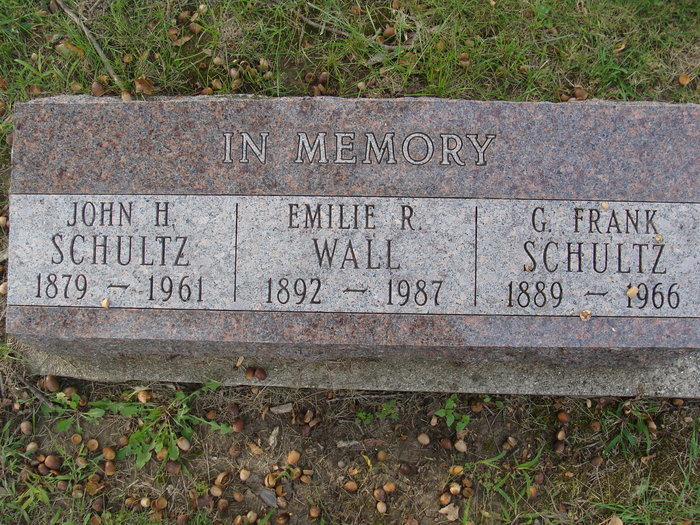 IN MEMORY
JOHN H.
SCHULTZ
1879 – 1961
EMILIE R.
WALL
1892 – 1987
G. FRANK
SCHULTZ
1889 – 1966